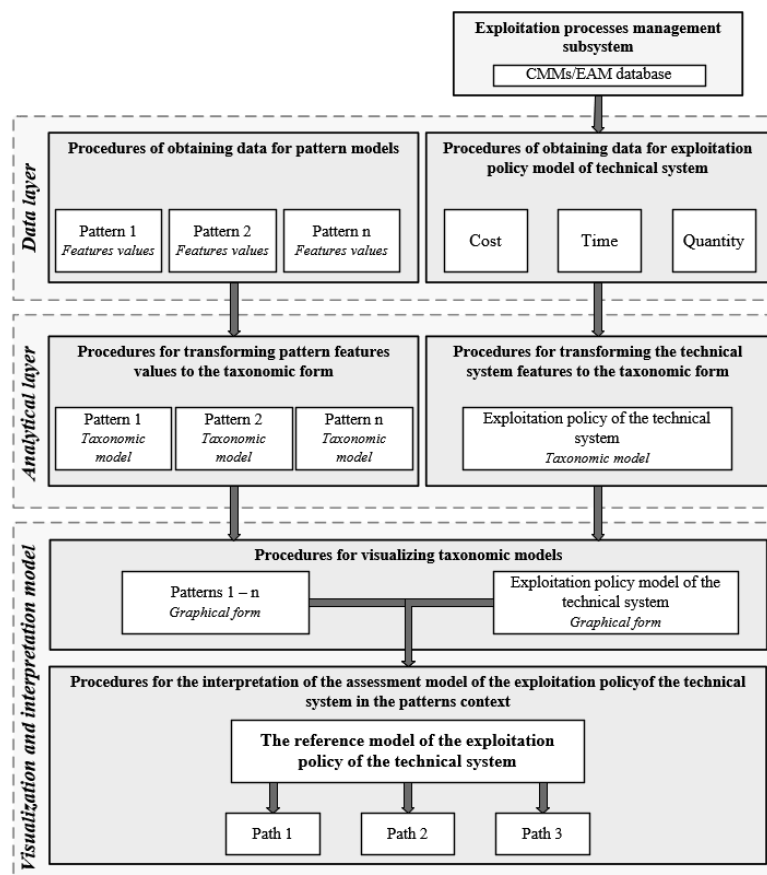 Exploitation processes management
subsystem
CMMs/EAM database
Data layer
Procedures of obtaining data for pattern models
Pattern 1
Features values
Pattern 2
Features values
Pattern n
Features values
Procedures of obtaining data for exploitation
policy model of technical system
Cost
Time
Quantity
Analytical layer
Procedures for transforming pattern features
values to the taxonomic form
Pattern 1
Taxonomic
model
Pattern 2
Taxonomic
model
Pattern n
Taxonomic
model
Procedures for transforming the technical
system features to the taxonomic form
Exploitation policy of the technical
system
Taxonomic model
Visualization and interpretation model
Procedures for visualizing taxonomic models
Patterns 1 – n
Graphical form
Exploitation policy model of the
technical system
Graphical form
Procedures for the interpretation of the assessment model of the exploitation policyof the technical
system in the patterns context
The reference model of the exploitation
policy of the technical system
Path 1
Path 2
Path 3